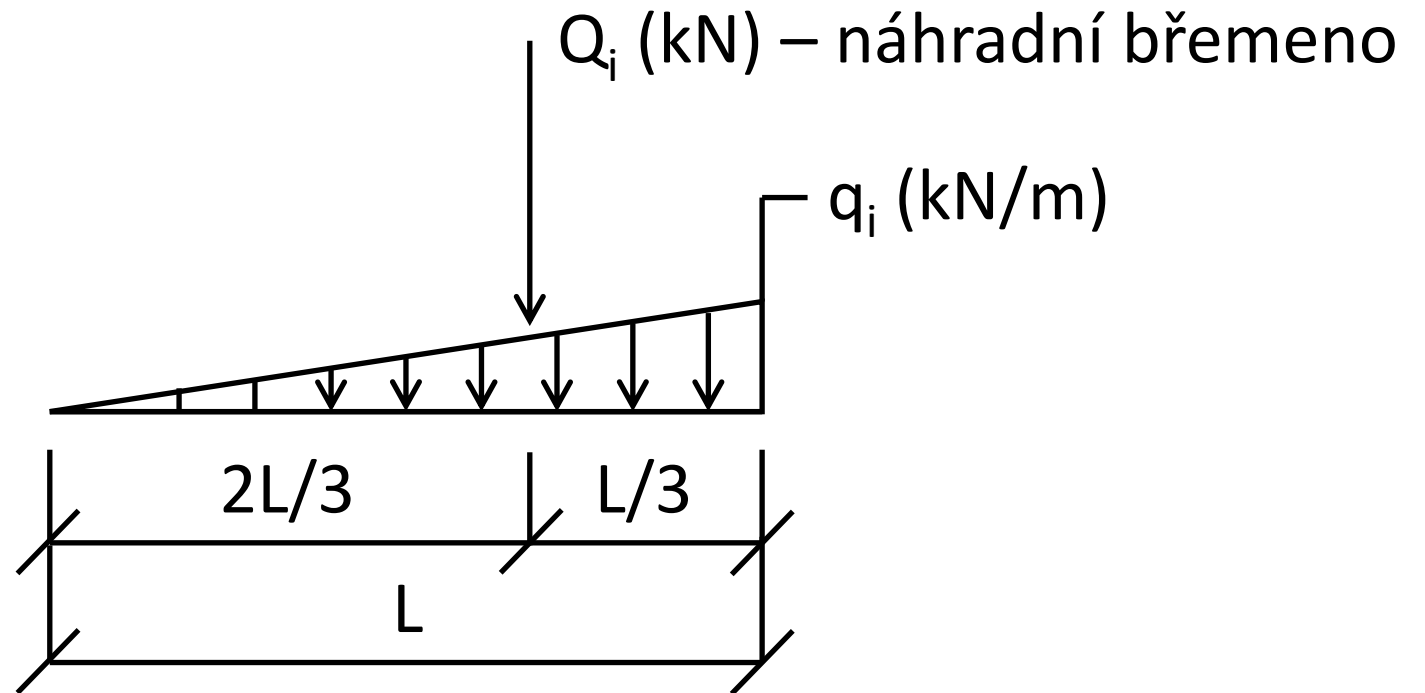 Qi (kN) – náhradní břemeno
qi (kN/m)
2L/3 L/3
L